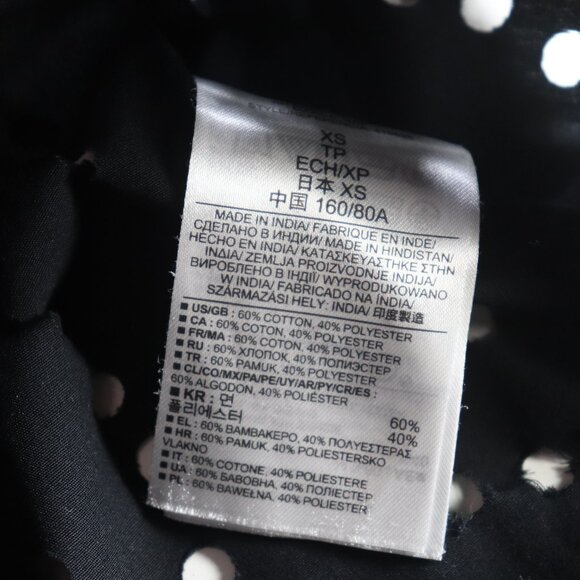 XS
TP
ECH/XP
日本 XS
中国 160/80A
MADE IN INDIA/ FABRIQUE EN INDE/
СДЕЛАНО В ИНДИИ/ MADE IN HINDISTAN/
HECHO EN INDIA/ ΚΑΤΑΣΚΕΥΑΣΤΗΚΕ ΣΤΗΝ
ΙΝΔΙΑ/ ZEMLJA PROIZVODNJE INDIJA/
ВИРОБЛЕНО В ІНДІЇ/ WYPRODUKOWANO
W INDIA/ FABRICADO NA ÍNDIA/
SZÁRMAZÁSI HELY: INDIA/ 印度製造
■ US/GB : 60% COTTON, 40% POLYESTER
■ CA : 60% COTON, 40% POLYESTER
■ FR/MA : 60% COTON, 40% POLYESTER
■ RU : 60% ХЛОПОК, 40% ПОЛИЭСТЕР
■ TR : 60% PAMUK, 40% POLYESTER
■ CL/CO/MX/PA/PE/UY/AR/PY/CR/ES :
60% ALGODON, 40% POLIÉSTER
■ KR : 면 60%
폴리에스터 40%
■ EL : 60% ΒΑΜΒΑΚΕΡΟ, 40% ΠΟΛΥΕΣΤΕΡΑΣ
■ HR : 60% PAMUK, 40% POLIESTERSKO
VLAKNO
■ IT : 60% COTONE, 40% POLIESTERE
■ UA : 60% БАВОВНА, 40% ПОЛІЕСТЕР
■ PL : 60% BAWEŁNA, 40% POLIESTER